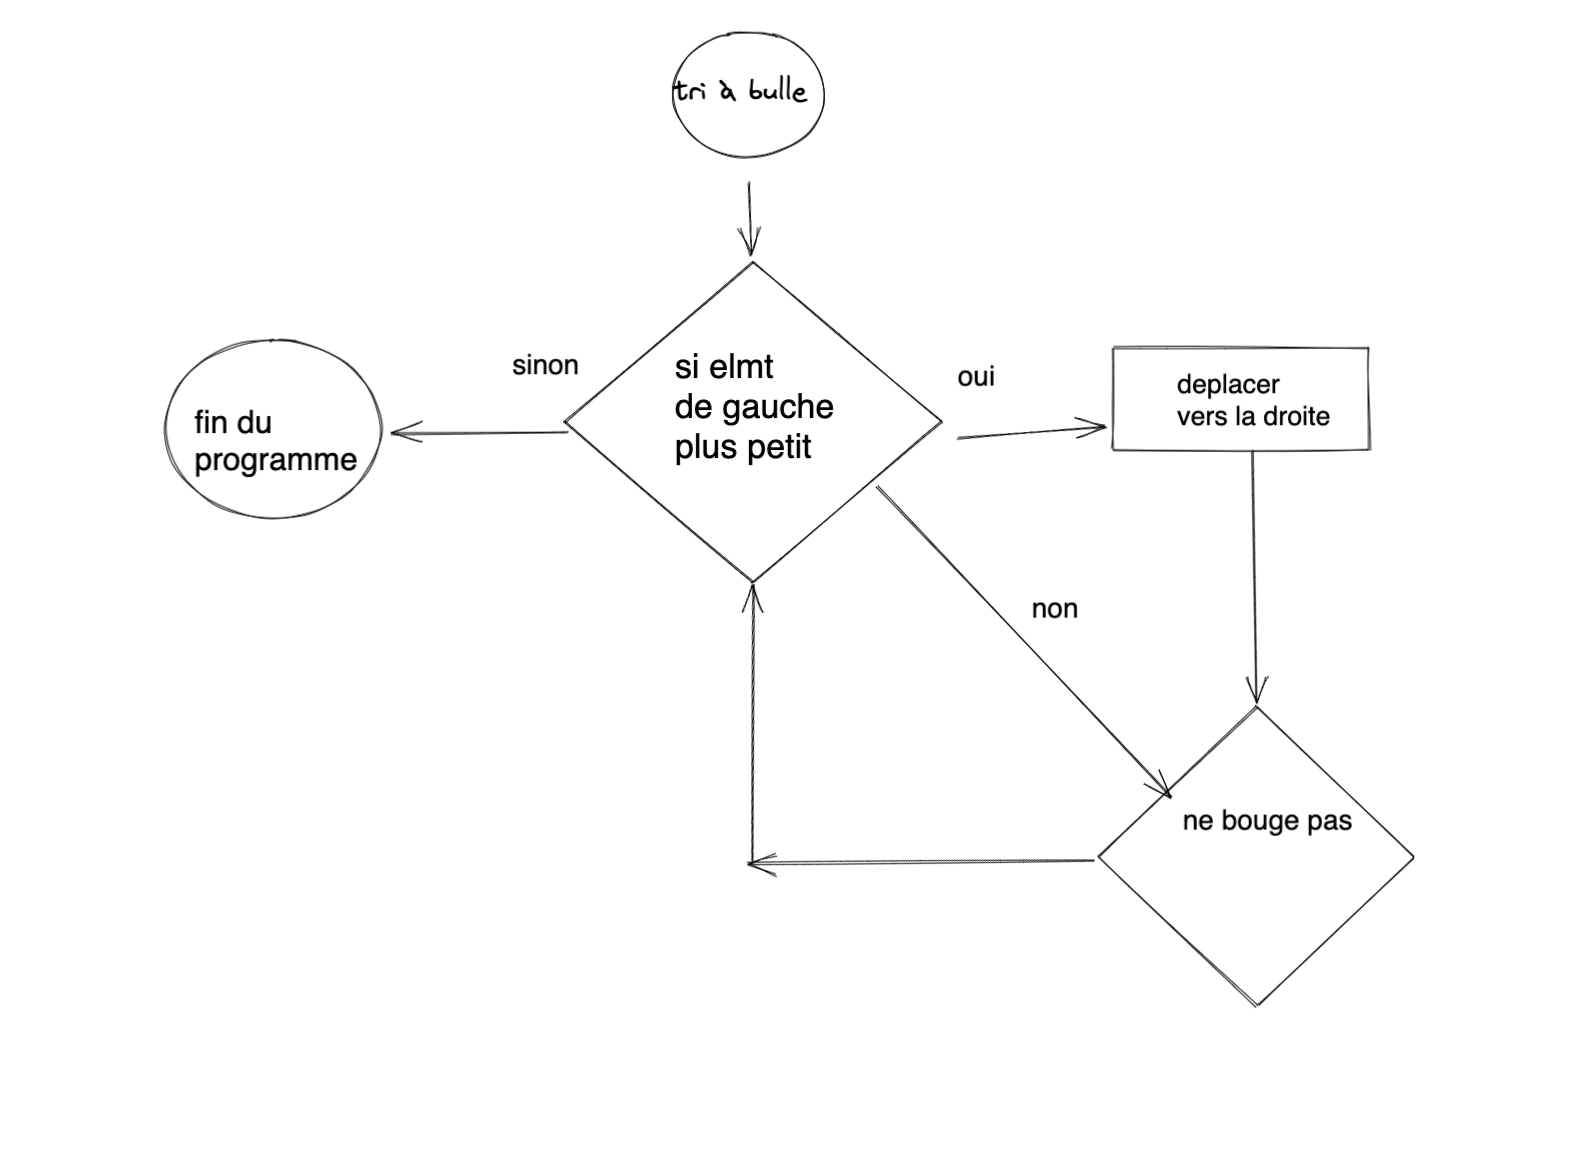 tri à bulle
sinon
si elmt
de gauche
plus petit
oui
deplacer
vers la droite
fin du
programme
non
ne bouge pas